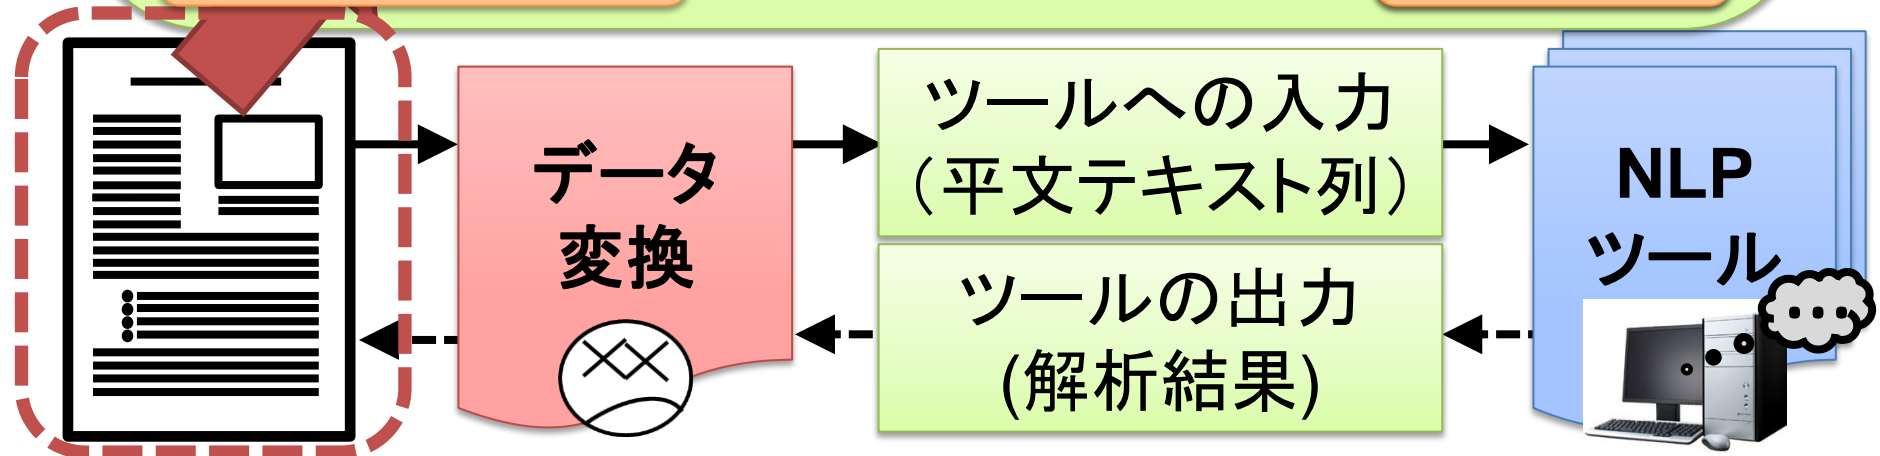 データ
変換
ツールへの入力
（平文テキスト列）
ツールの出力
(解析結果)
NLP
ツール
...